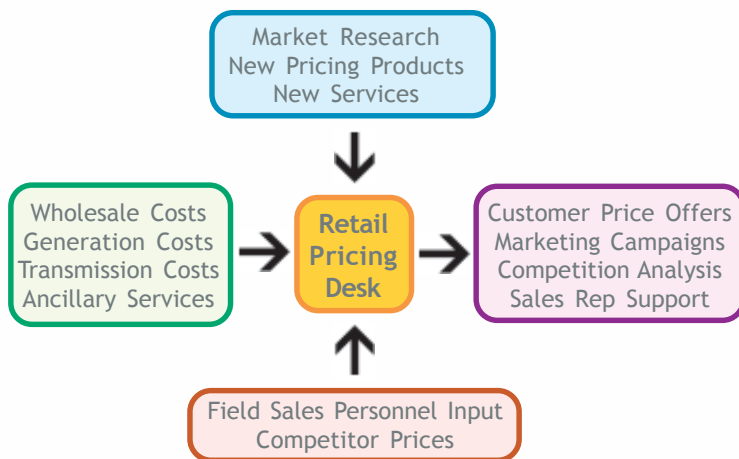 Market Research
New Pricing Products
New Services
Wholesale Costs
Generation Costs
Transmission Costs
Ancillary Services
Retail
Pricing
Desk
Customer Price Offers
Marketing Campaigns
Competition Analysis
Sales Rep Support
Field Sales Personnel Input
Competitor Prices